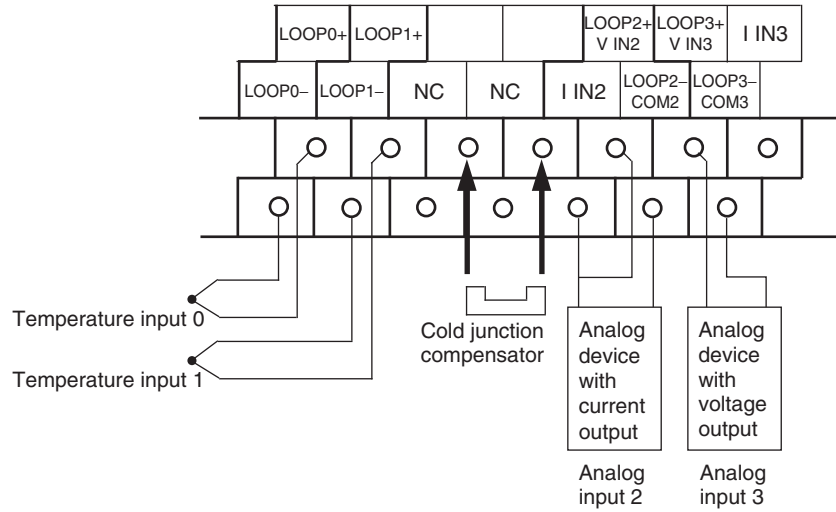 LOOP0+ LOOP1+ LOOP2+ LOOP3+ I IN3
V IN2 V IN3
LOOP0− LOOP1− NC NC I IN2 LOOP2− LOOP3−
COM2 COM3
Temperature input 0
Temperature input 1
Cold junction
compensator
Analog
device
with
current
output
Analog
device
with
voltage
output
Analog
input 2
Analog
input 3